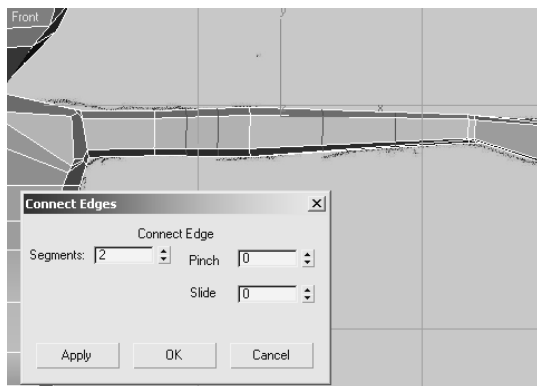 Front
y
x
Connect Edges
Connect Edge
Segments: 2
Pinch 0
Slide 0
Apply OK Cancel